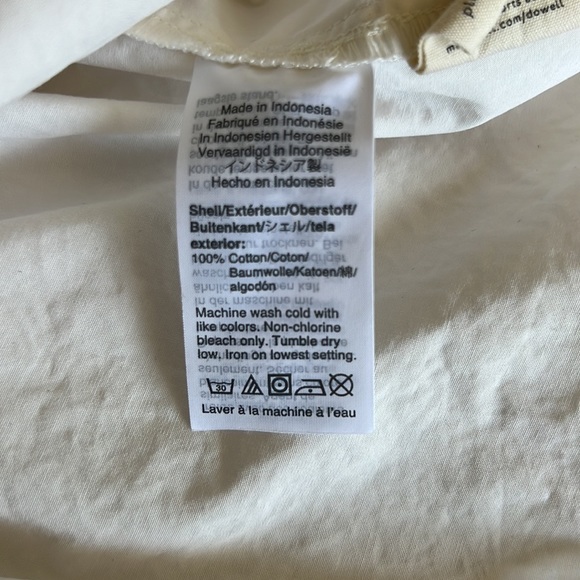 arts
.com/dowell
Made in Indonesia
Fabriqué en Indonésie
In Indonesien Hergestellt
Vervaardigd in Indonesië
インドネシア製
Hecho en Indonesia
Shell/Extérieur/Oberstoff/
Buitenkant/シェル/tela
exterior:
100% Cotton/Coton/
Baumwolle/Katoen/綿/
algodón
Machine wash cold with
like colors. Non-chlorine
bleach only. Tumble dry
low. Iron on lowest setting.
30
Laver à la machine à l'eau